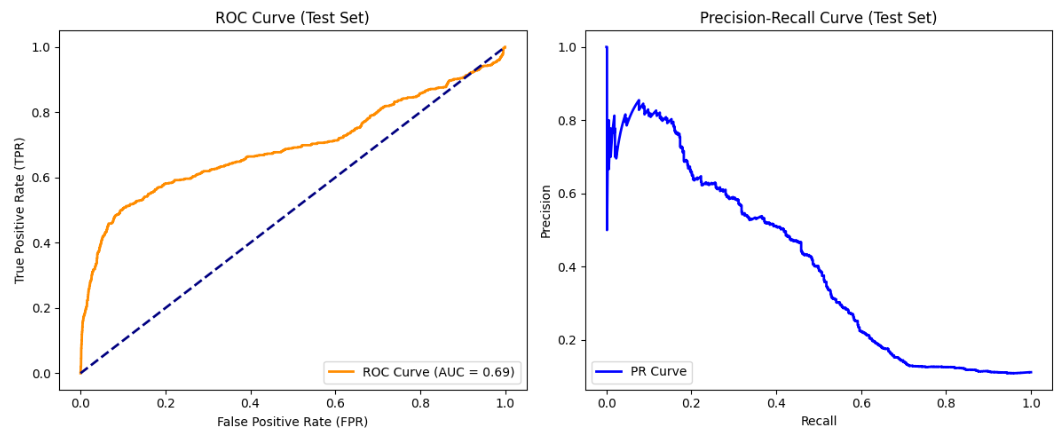 ROC Curve (Test Set)
1.0
0.8
0.6
0.4
0.2
0.0
True Positive Rate (TPR)
ROC Curve (AUC = 0.69)
0.0 0.2 0.4 0.6 0.8 1.0
False Positive Rate (FPR)
Precision-Recall Curve (Test Set)
1.0
0.8
0.6
0.4
0.2
Precision
PR Curve
0.0 0.2 0.4 0.6 0.8 1.0
Recall